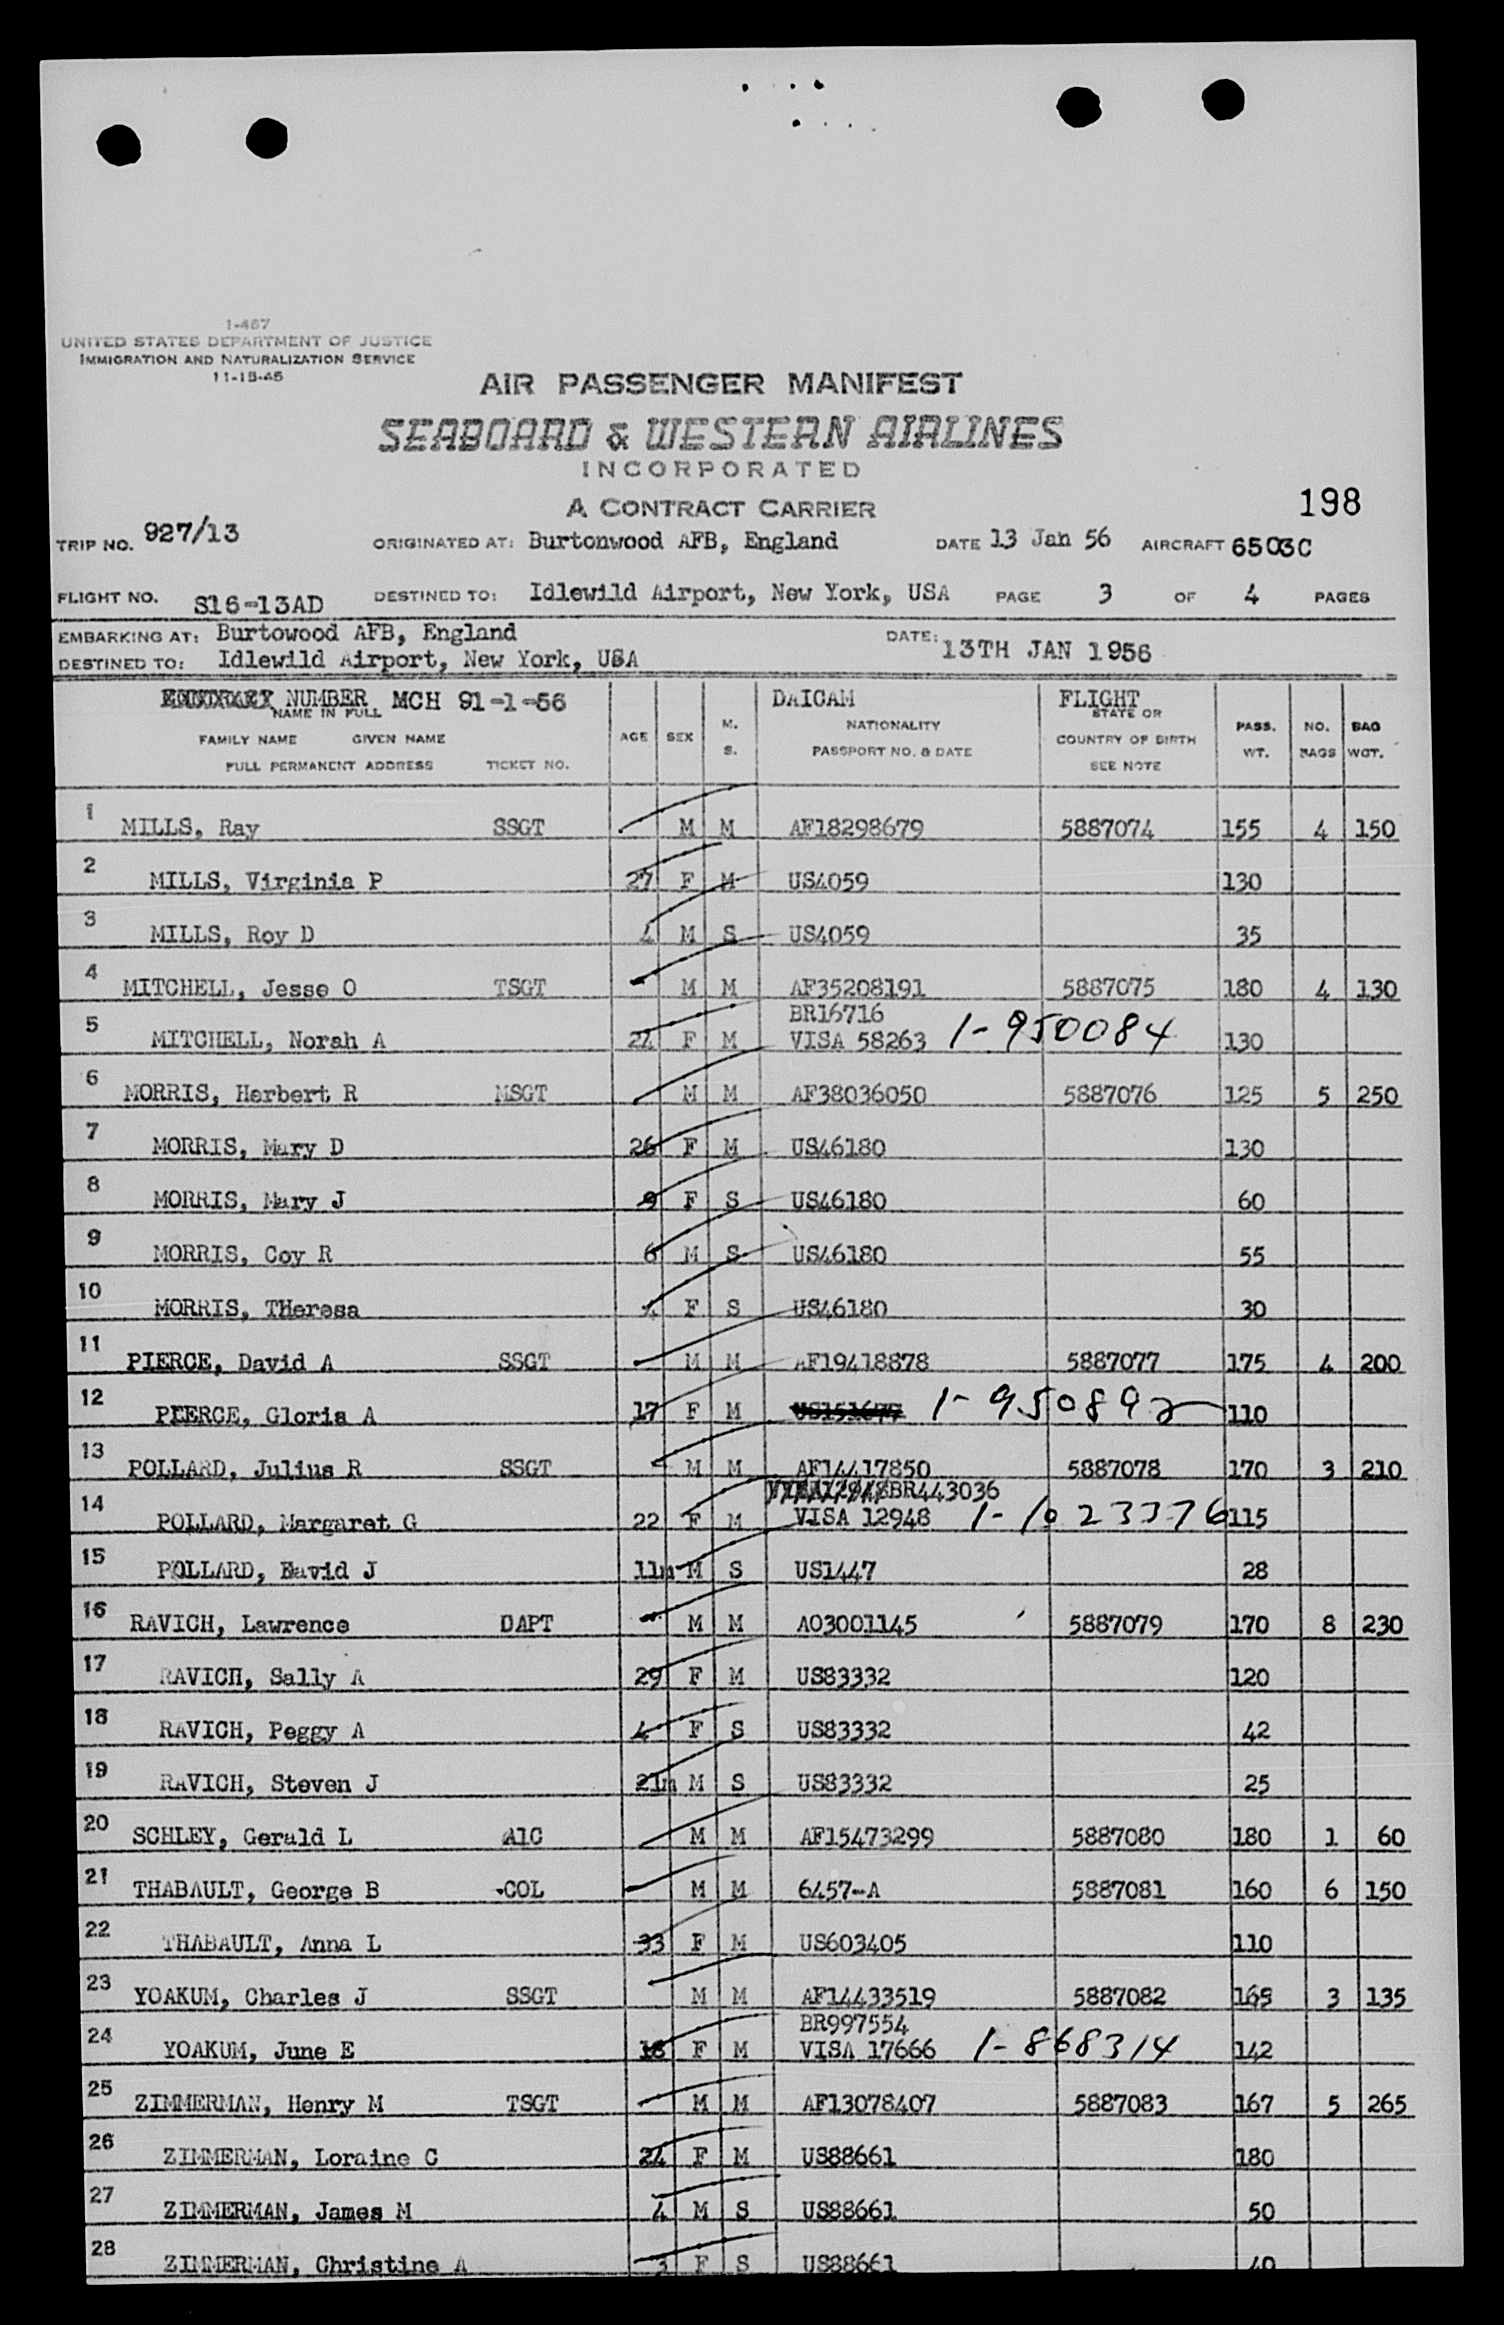 1-467
UNITED STATES DEPARTMENT OF JUSTICE
IMMIGRATION AND NATURALIZATION SERVICE
11-15-45
AIR PASSENGER MANIFEST
SEABOARD & WESTERN AIRLINES
INCORPORATED
A CONTRACT CARRIER
198
TRIP NO. 927/13 ORIGINATED AT: Burtonwood AFB, England DATE 13 Jan 56 AIRCRAFT 6503C
FLIGHT NO. S16-13AD DESTINED TO: Idlewild Airport, New York, USA PAGE 3 OF 4 PAGES
EMBARKING AT: Burtowood AFB, England DATE: 13TH JAN 1956
DESTINED TO: Idlewild Airport, New York, USA
NUMBER MCH 91-1-56 DAICAM FLIGHT
NAME IN FULL M. NATIONALITY STATE OR
FAMILY NAME GIVEN NAME AGE SEX S. PASSPORT NO. & DATE COUNTRY OF BIRTH PASS. WT. NO. BAGS BAG WGT.
FULL PERMANENT ADDRESS TICKET NO. SEE NOTE
1 MILLS, Ray SSGT M M AF18298679 5887074 155 4 150
2 MILLS, Virginia P 27 F M US4059 130
3 MILLS, Roy D 4 M S US4059 35
4 MITCHELL, Jesse O TSGT M M AF35208191 5887075 180 4 130
BR16716
5 MITCHELL, Norah A F M VISA 58263 1-950084 130
6 MORRIS, Herbert R MSGT M M AF38036050 5887076 125 5 250
7 MORRIS, Mary D 26 F M US46180 130
8 MORRIS, Mary J 9 F S US46180 60
9 MORRIS, Coy R 6 M S US46180 55
10 MORRIS, THeresa F S US46180 30
11 PIERCE, David A SSGT M M AF19418878 5887077 175 4 200
12 PIERCE, Gloria A 17 F M 1-950892 110
13 POLLARD, Julius R SSGT M M AF14417850 5887078 170 3 210
BR443036
14 POLLARD, Margaret G 22 F M VISA 12948 1-1023376 115
15 POLLARD, David J 11m M S US1447 28
16 RAVICH, Lawrence DAPT M M AO3001145 5887079 170 8 230
17 RAVICH, Sally A 29 F M US83332 120
18 RAVICH, Peggy A 4 F S US83332 42
19 RAVICH, Steven J 21m M S US83332 25
20 SCHLEY, Gerald L A1C M M AF15473299 5887080 180 1 60
21 THABAULT, George B COL M M 6457-A 5887081 160 6 150
22 THABAULT, Anna L 33 F M US603405 110
23 YOAKUM, Charles J SSGT M M AF14433519 5887082 165 3 135
BR997554
24 YOAKUM, June E 18 F M VISA 17666 1-868314 142
25 ZIMMERMAN, Henry M TSGT M M AF13078407 5887083 167 5 265
26 ZIMMERMAN, Loraine C 24 F M US88661 180
27 ZIMMERMAN, James M 4 M S US88661 50
28 ZIMMERMAN, Christine A 3 F S US88661 40